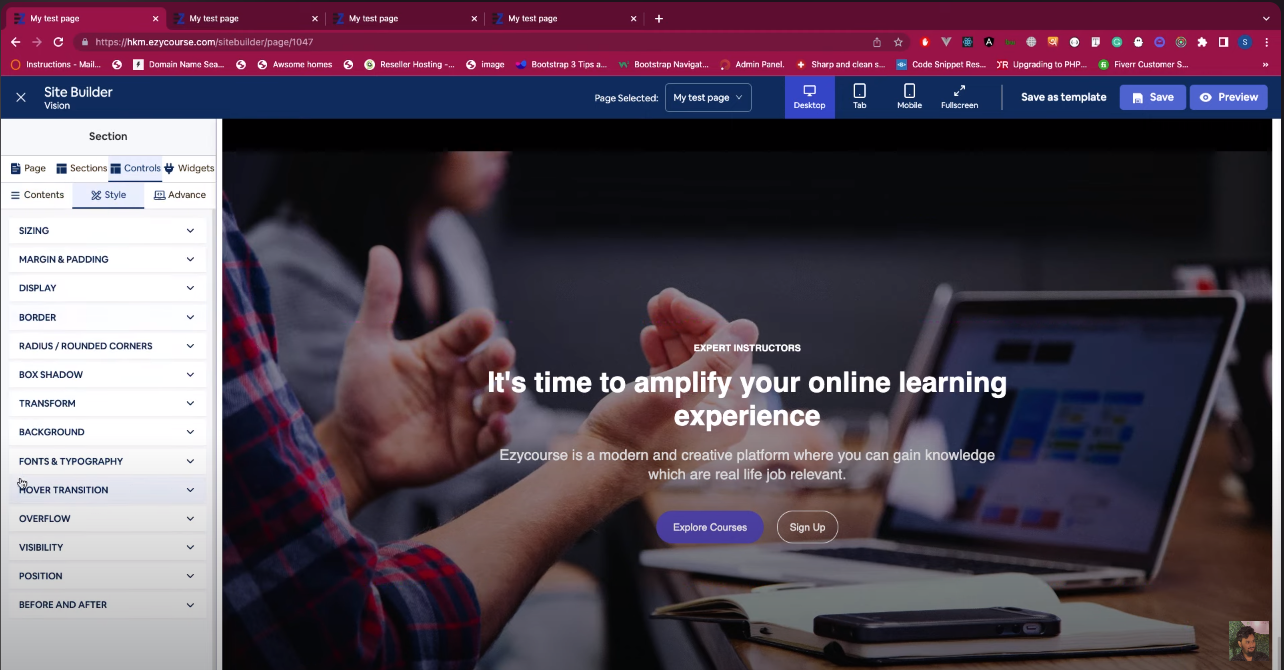 My test page
My test page
My test page
My test page
https://hkm.ezycourse.com/sitebuilder/page/1047
Instructions - Mail...
Domain Name Sea...
Awsome homes
Reseller Hosting -...
image
Bootstrap 3 Tips a...
Bootstrap Navigat...
Admin Panel.
Sharp and clean s...
Code Snippet Res...
Upgrading to PHP...
Fiverr Customer S...
Site Builder
Vision
Page Selected:
My test page
Desktop
Tab
Mobile
Fullscreen
Save as template
Save
Preview
Section
Page
Sections
Controls
Widgets
Contents
Style
Advance
SIZING
MARGIN & PADDING
DISPLAY
BORDER
RADIUS / ROUNDED CORNERS
BOX SHADOW
TRANSFORM
BACKGROUND
FONTS & TYPOGRAPHY
HOVER TRANSITION
OVERFLOW
VISIBILITY
POSITION
BEFORE AND AFTER
EXPERT INSTRUCTORS
It's time to amplify your online learning
experience
Ezycourse is a modern and creative platform where you can gain knowledge
which are real life job relevant.
Explore Courses
Sign Up